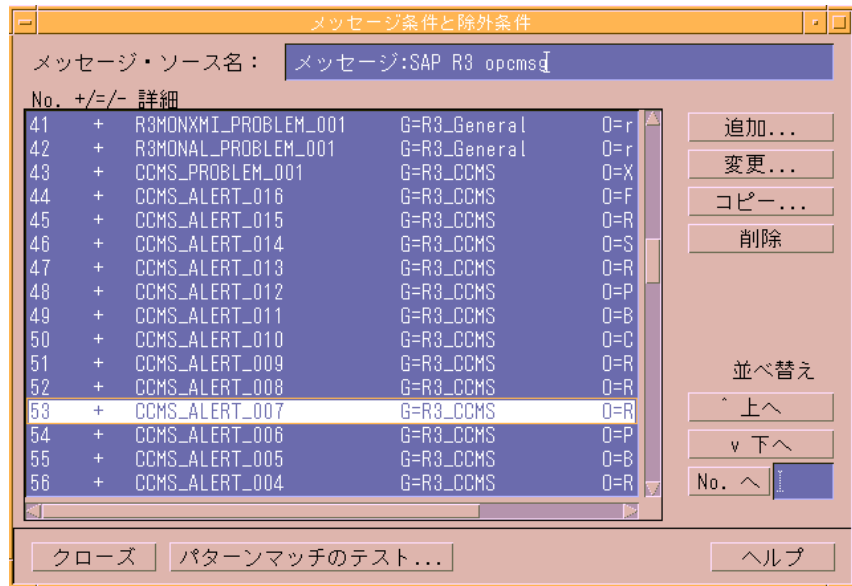 メッセージ条件と除外条件
メッセージ・ソース名： メッセージ:SAP R3 opcmsg
No. +/=/- 詳細
41 + R3MONXMI_PROBLEM_001 G=R3_General O=r
42 + R3MONAL_PROBLEM_001 G=R3_General O=r
43 + CCMS_PROBLEM_001 G=R3_CCMS O=X
44 + CCMS_ALERT_016 G=R3_CCMS O=F
45 + CCMS_ALERT_015 G=R3_CCMS O=R
46 + CCMS_ALERT_014 G=R3_CCMS O=S
47 + CCMS_ALERT_013 G=R3_CCMS O=R
48 + CCMS_ALERT_012 G=R3_CCMS O=P
49 + CCMS_ALERT_011 G=R3_CCMS O=B
50 + CCMS_ALERT_010 G=R3_CCMS O=C
51 + CCMS_ALERT_009 G=R3_CCMS O=R
52 + CCMS_ALERT_008 G=R3_CCMS O=R
53 + CCMS_ALERT_007 G=R3_CCMS O=R
54 + CCMS_ALERT_006 G=R3_CCMS O=P
55 + CCMS_ALERT_005 G=R3_CCMS O=B
56 + CCMS_ALERT_004 G=R3_CCMS O=R
追加...
変更...
コピー...
削除
並べ替え
^ 上へ
v 下へ
No. へ
クローズ パターンマッチのテスト... ヘルプ